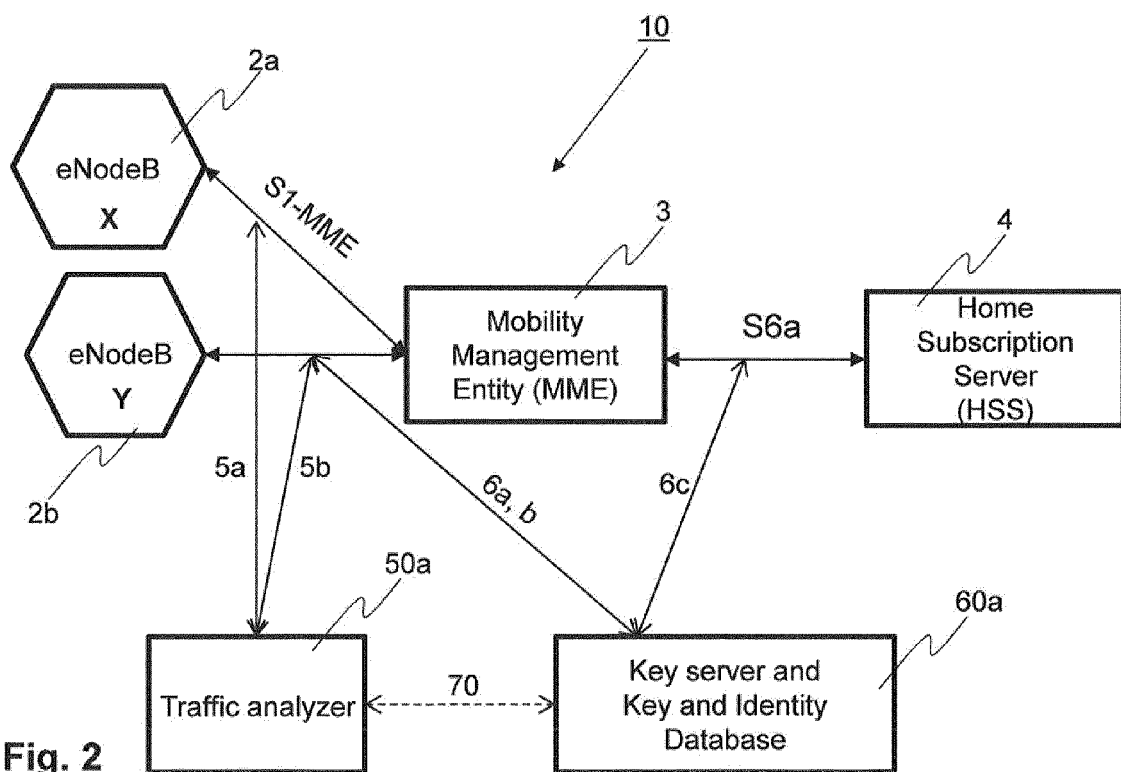 10
2a
eNodeB
X
S1-MME
3
4
eNodeB
Y
Mobility
Management
Entity (MME)
S6a
Home
Subscription
Server
(HSS)
5a
5b
6a, b
6c
2b
50a
60a
Traffic analyzer
70
Key server and
Key and Identity
Database
Fig. 2